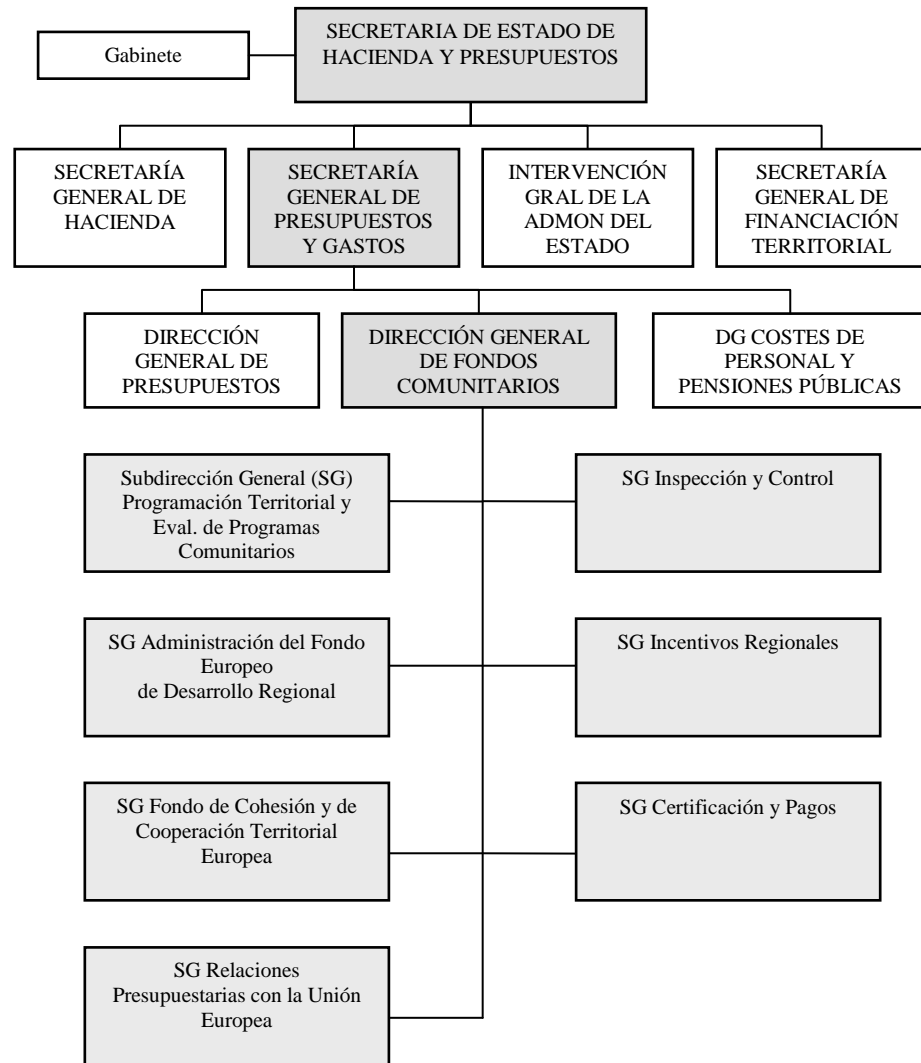 SECRETARIA DE ESTADO DE
HACIENDA Y PRESUPUESTOS
Gabinete
SECRETARÍA
GENERAL DE
HACIENDA
SECRETARÍA
GENERAL DE
PRESUPUESTOS
Y GASTOS
INTERVENCIÓN
GRAL DE LA
ADMON DEL
ESTADO
SECRETARÍA
GENERAL DE
FINANCIACIÓN
TERRITORIAL
DIRECCIÓN
GENERAL DE
PRESUPUESTOS
DIRECCIÓN GENERAL
DE FONDOS
COMUNITARIOS
DG COSTES DE
PERSONAL Y
PENSIONES PÚBLICAS
Subdirección General (SG)
Programación Territorial y
Eval. de Programas
Comunitarios
SG Inspección y Control
SG Administración del Fondo
Europeo
de Desarrollo Regional
SG Incentivos Regionales
SG Fondo de Cohesión y de
Cooperación Territorial
Europea
SG Certificación y Pagos
SG Relaciones
Presupuestarias con la Unión
Europea